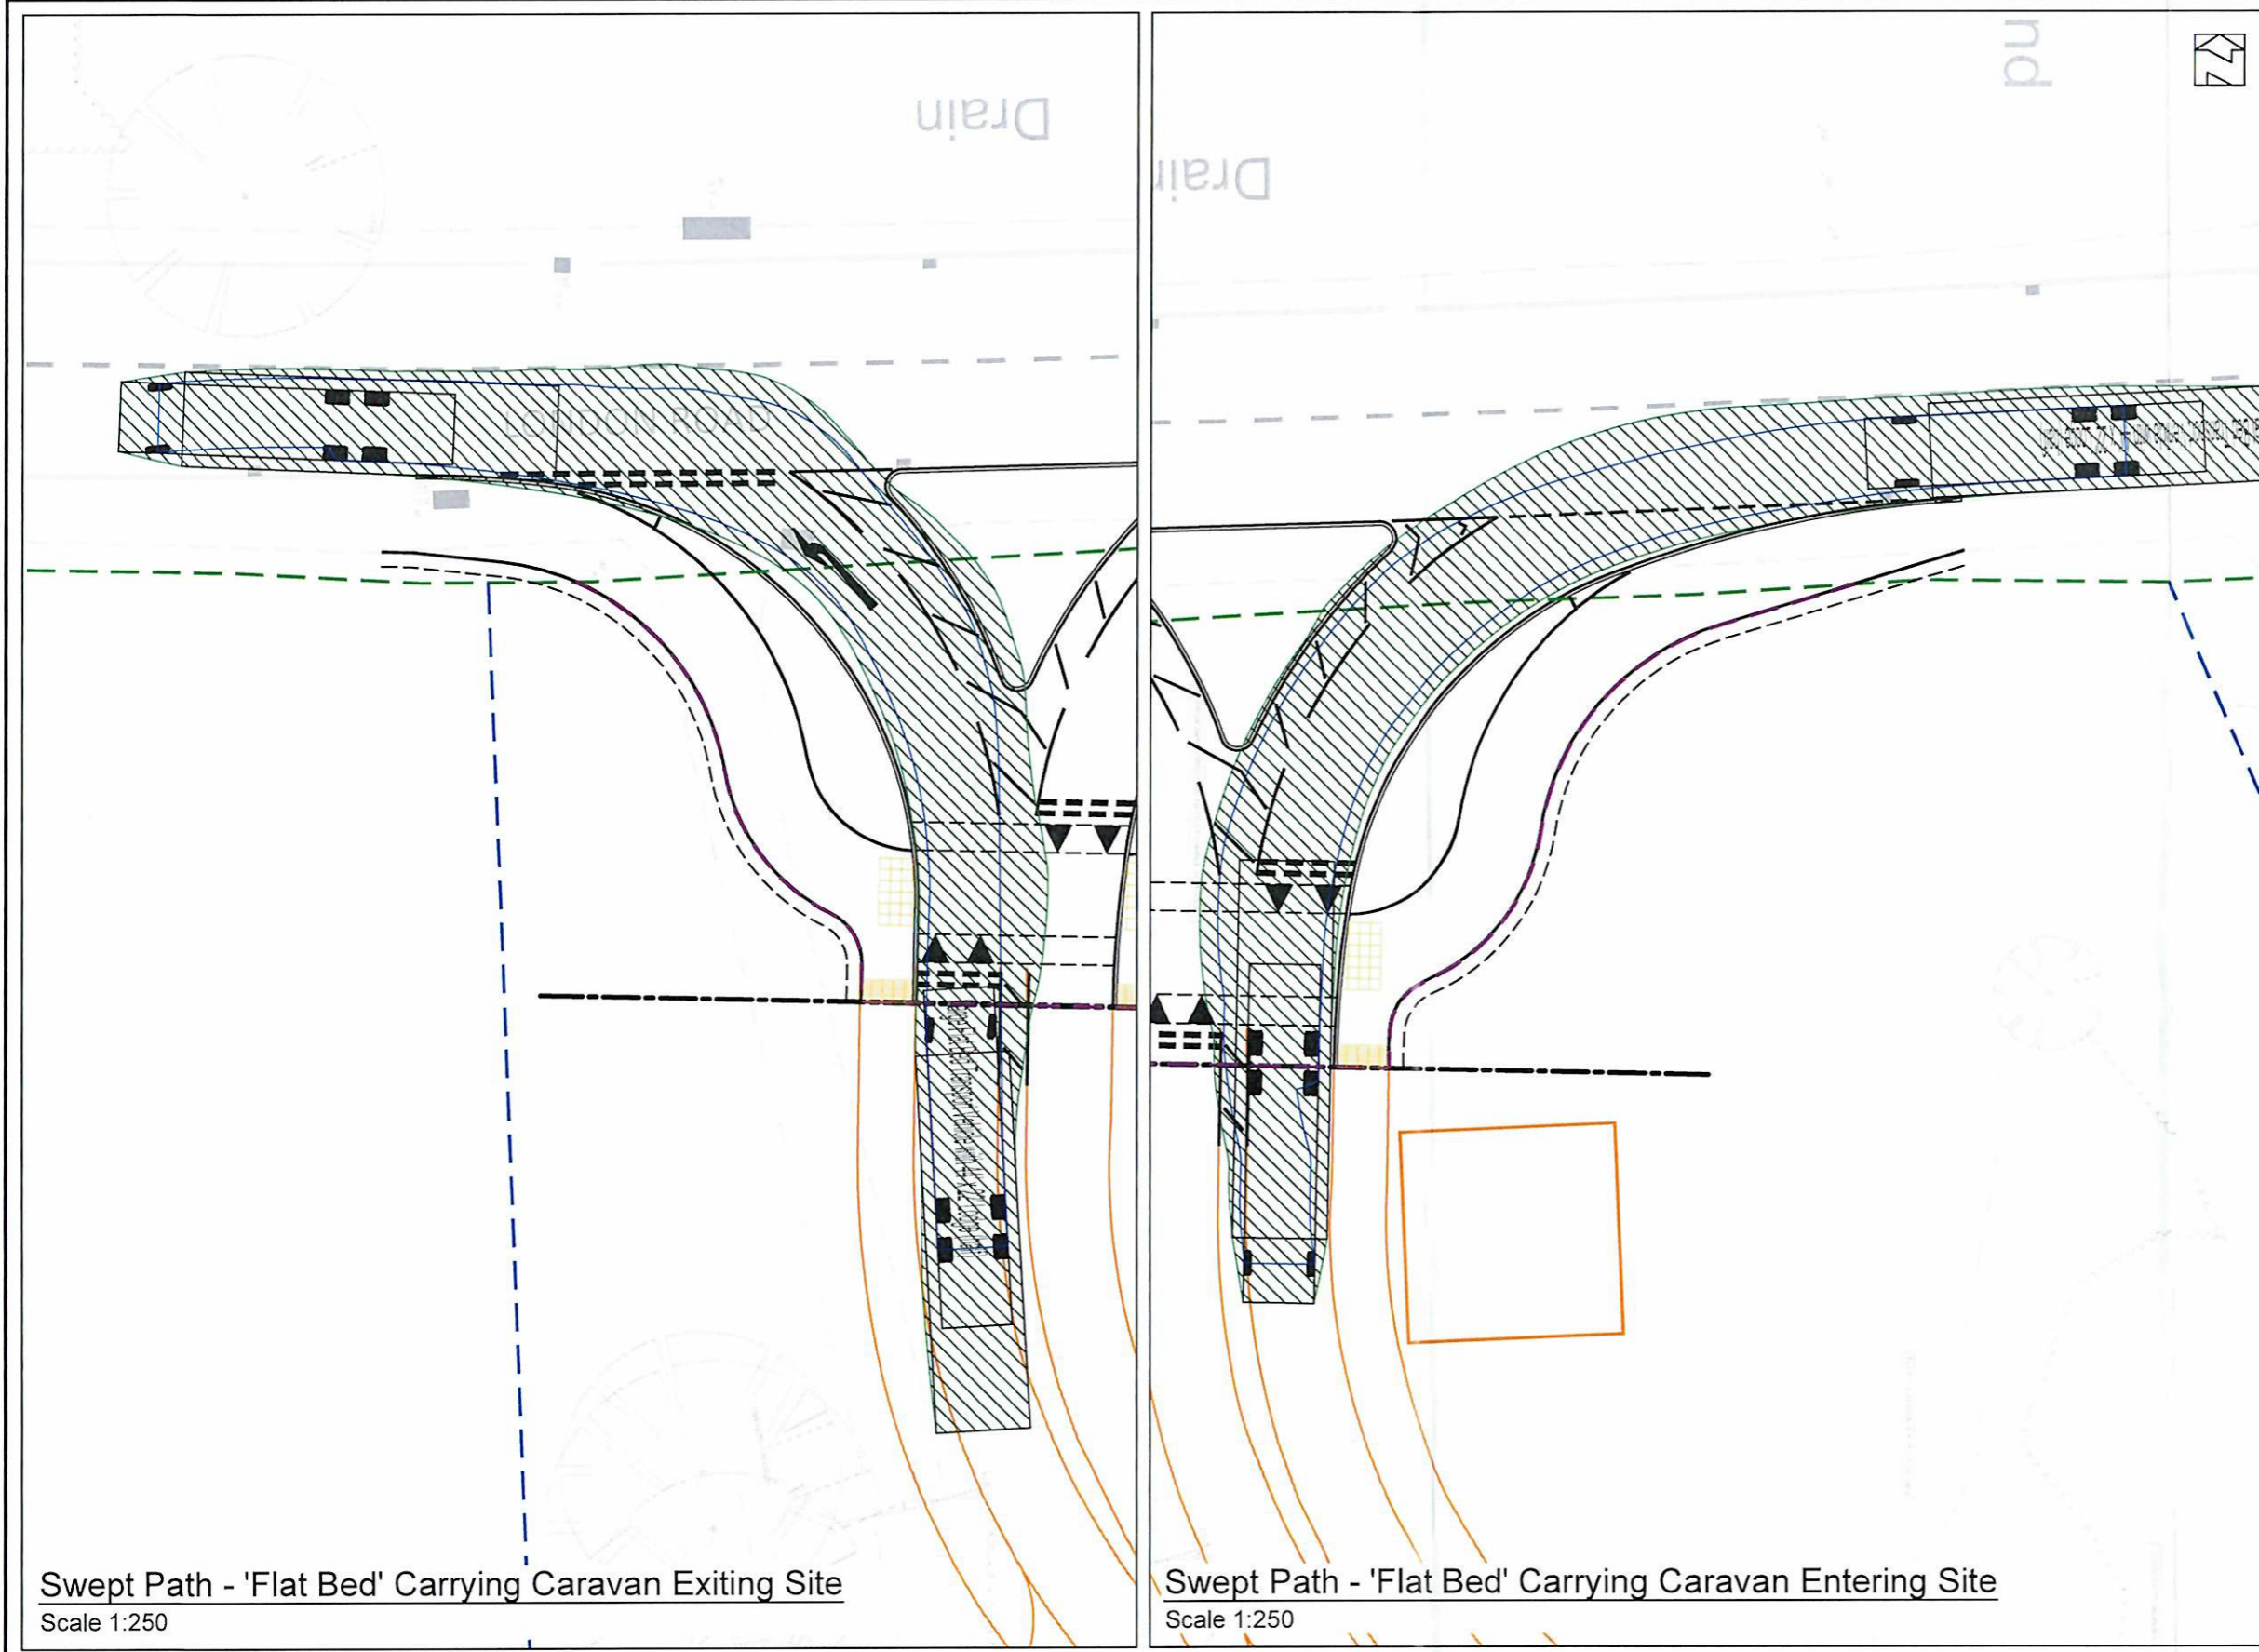 Drain
LONDON ROAD
Swept Path - 'Flat Bed' Carrying Caravan Exiting Site
Scale 1:250
nd
N
Drain
Swept Path - 'Flat Bed' Carrying Caravan Entering Site
Scale 1:250